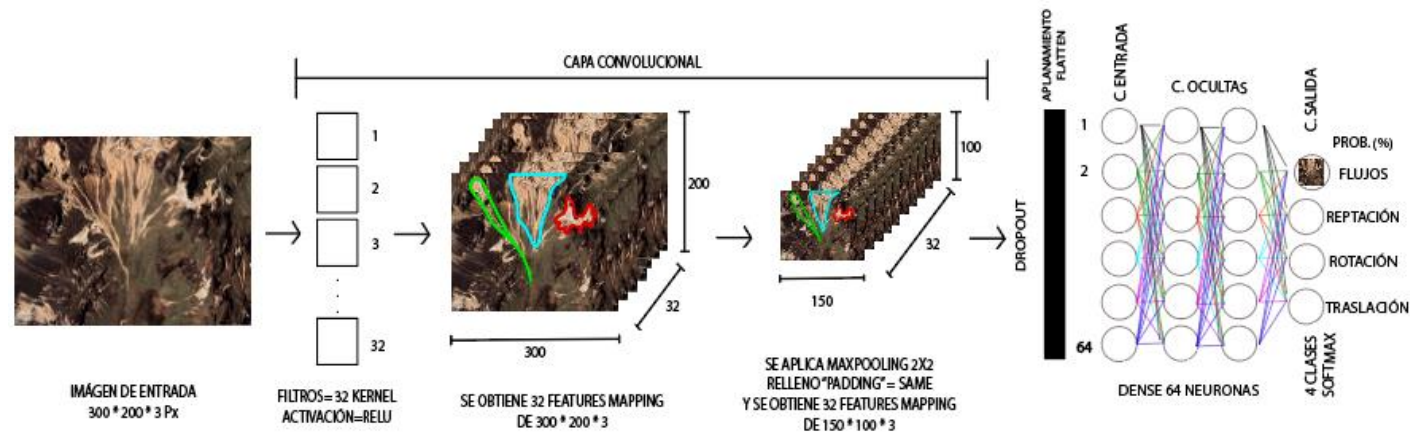 CAPA CONVOLUCIONAL
IMÁGEN DE ENTRADA
300 * 200 * 3 Px
1
2
3
32
FILTROS= 32 KERNEL
ACTIVACIÓN=RELU
200
32
300
SE OBTIENE 32 FEATURES MAPPING
DE 300 * 200 * 3
100
32
150
SE APLICA MAXPOOLING 2X2
RELLENO"PADDING" = SAME
Y SE OBTIENE 32 FEATURES MAPPING
DE 150 * 100 * 3
DROPOUT
APLANAMIENTO
FLATTEN
C. ENTRADA
C. OCULTAS
C. SALIDA
1
2
64
PROB. (%)
FLUJOS
REPTACIÓN
ROTACIÓN
TRASLACIÓN
4 CLASES
SOFTMAX
DENSE 64 NEURONAS